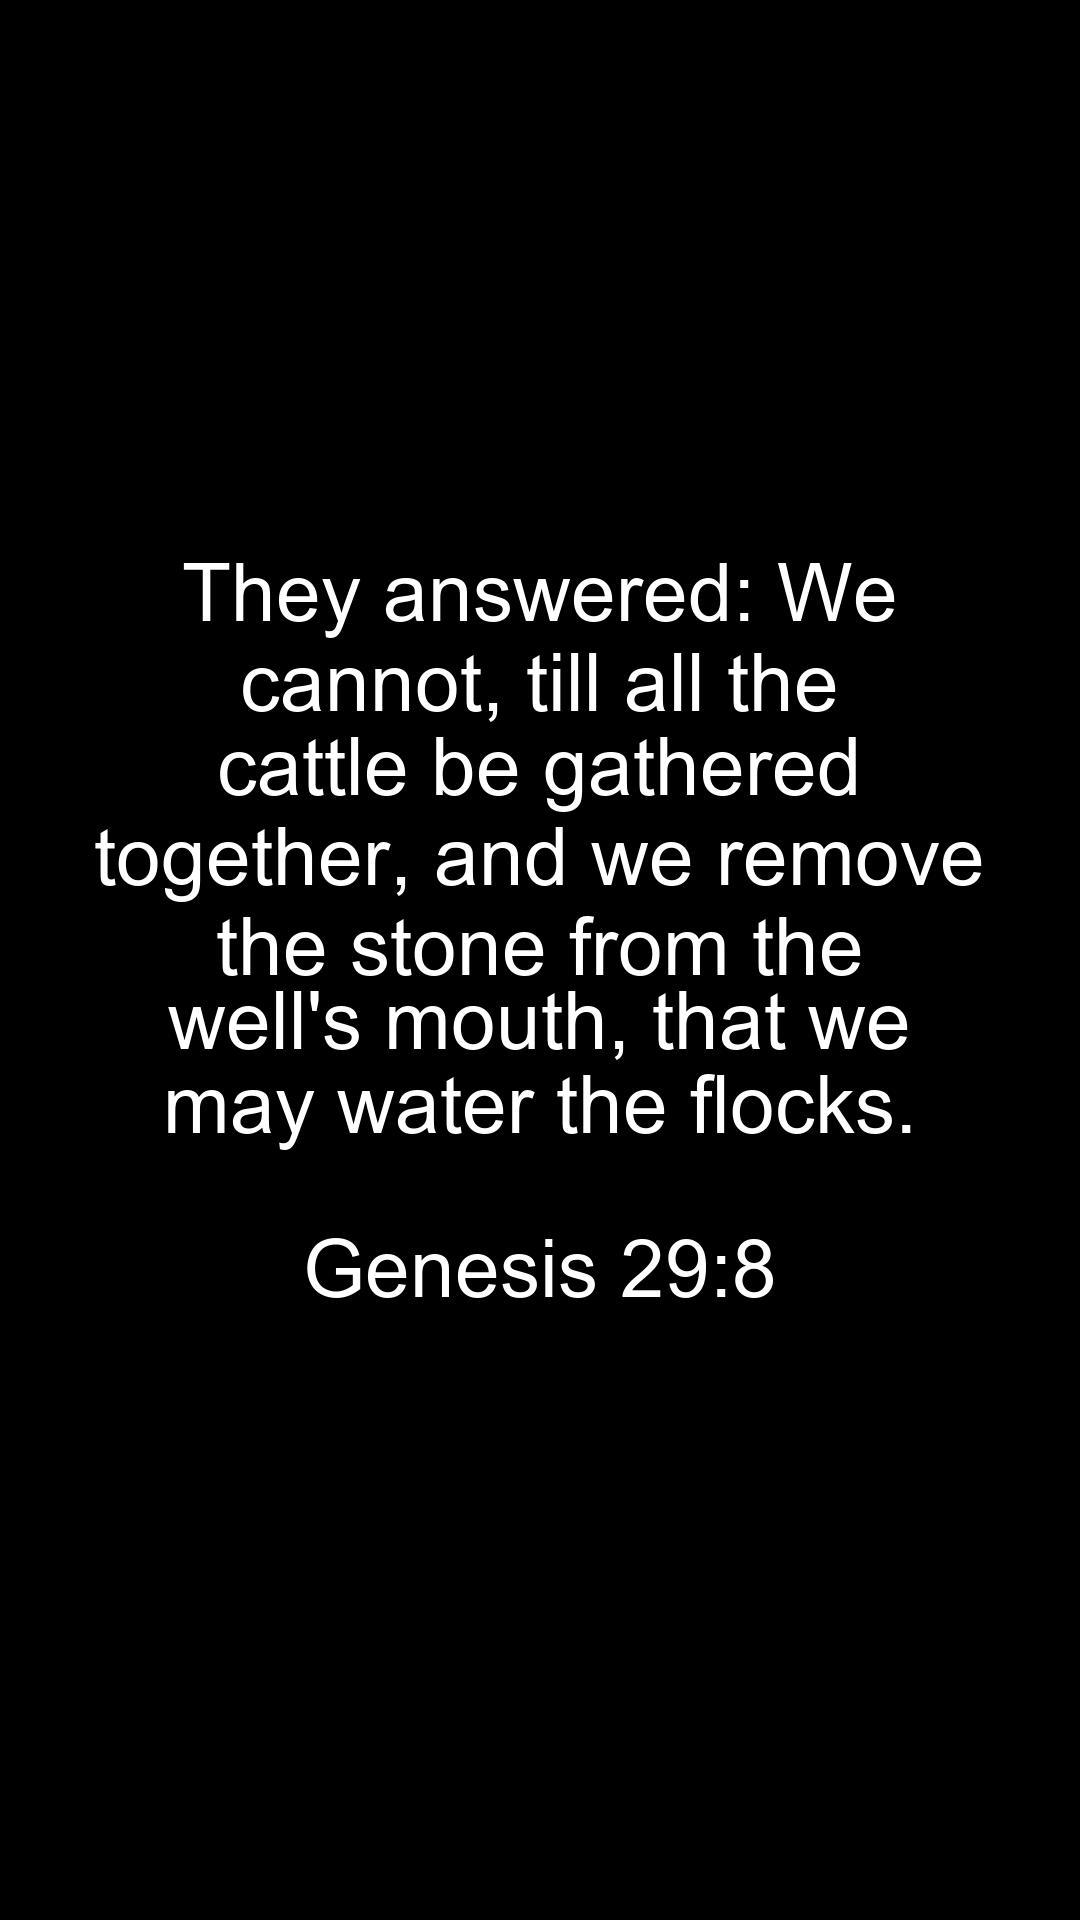 They answered: We
cannot, till all the
cattle be gathered
together, and we remove
the stone from the
well's mouth, that we
may water the flocks.
Genesis 29:8